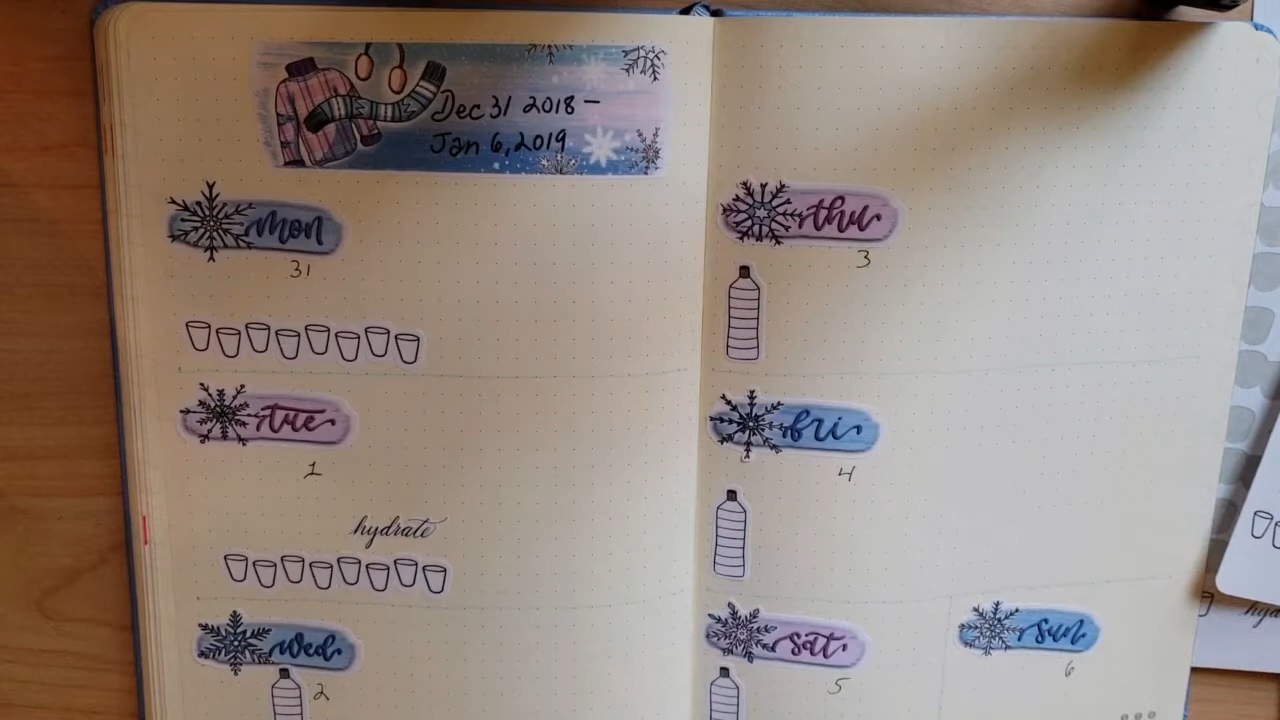 Dec 31 2018 –
Jan 6, 2019
mon
31
tue
1
hydrate
wed
2
thu
3
fri
4
sat
5
sun
6